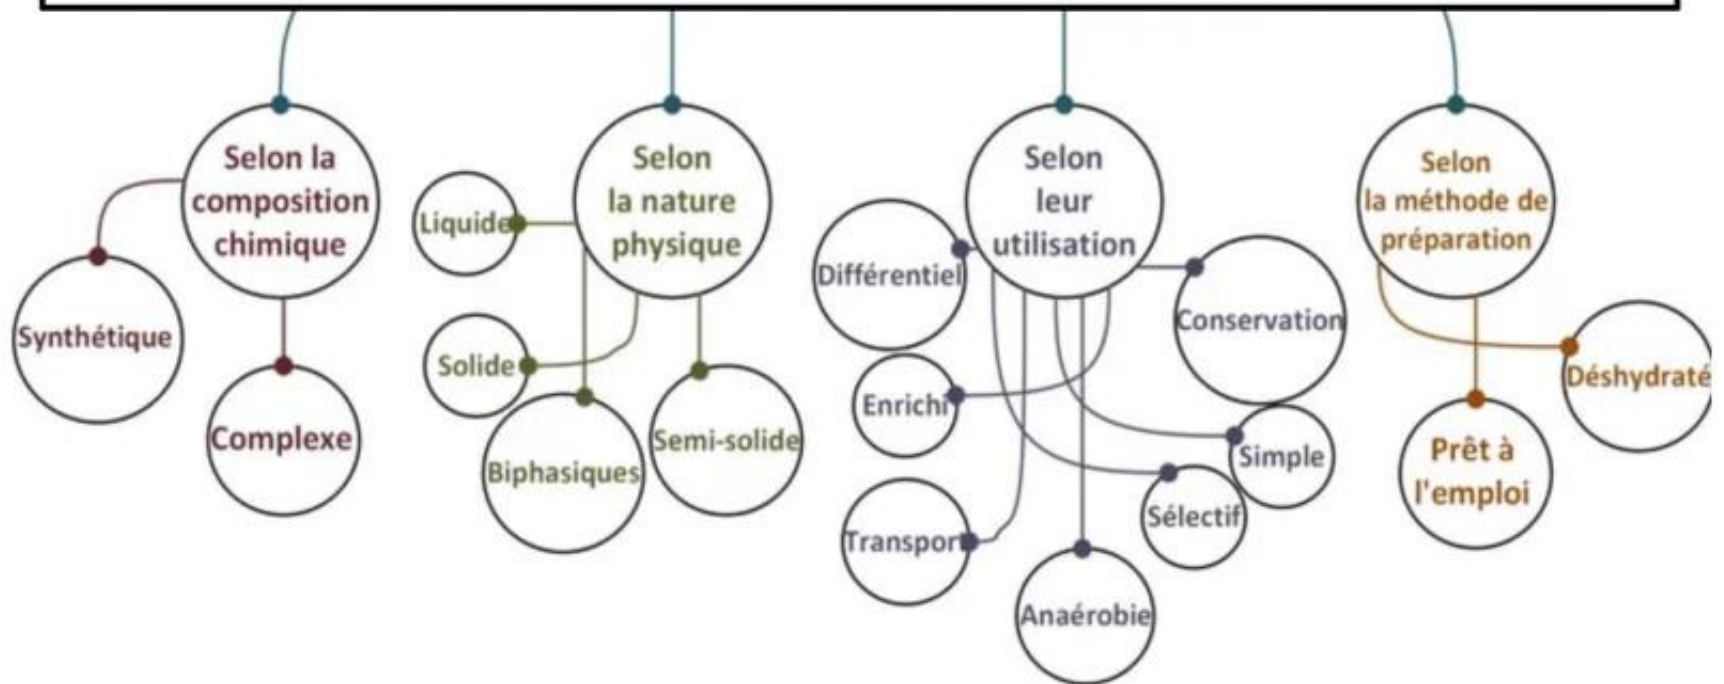 Selon la
composition
chimique
Synthétique
Complexe
Selon
la nature
physique
Liquide
Solide
Biphasiques
Semi-solide
Selon
leur
utilisation
Différentiel
Conservation
Enrichi
Simple
Sélectif
Transport
Anaérobie
Selon
la méthode de
préparation
Déshydraté
Prêt à
l'emploi